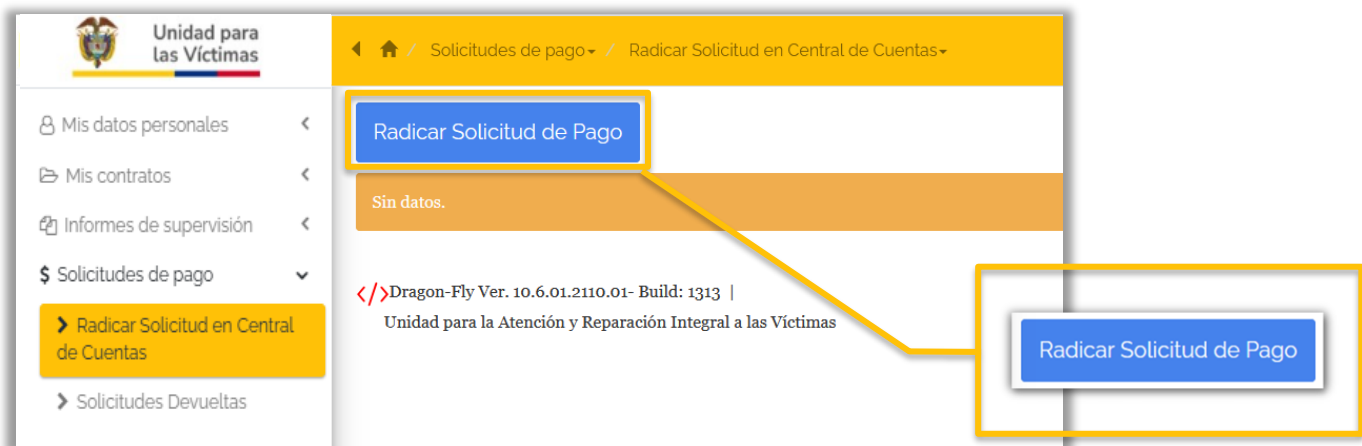 Unidad para
las Víctimas
/ Solicitudes de pago / Radicar Solicitud en Central de Cuentas
Mis datos personales
Mis contratos
Informes de supervisión
$ Solicitudes de pago
Radicar Solicitud en Central
de Cuentas
Solicitudes Devueltas
Radicar Solicitud de Pago
Sin datos.
</>Dragon-Fly Ver. 10.6.01.2110.01- Build: 1313 |
Unidad para la Atención y Reparación Integral a las Víctimas
Radicar Solicitud de Pago